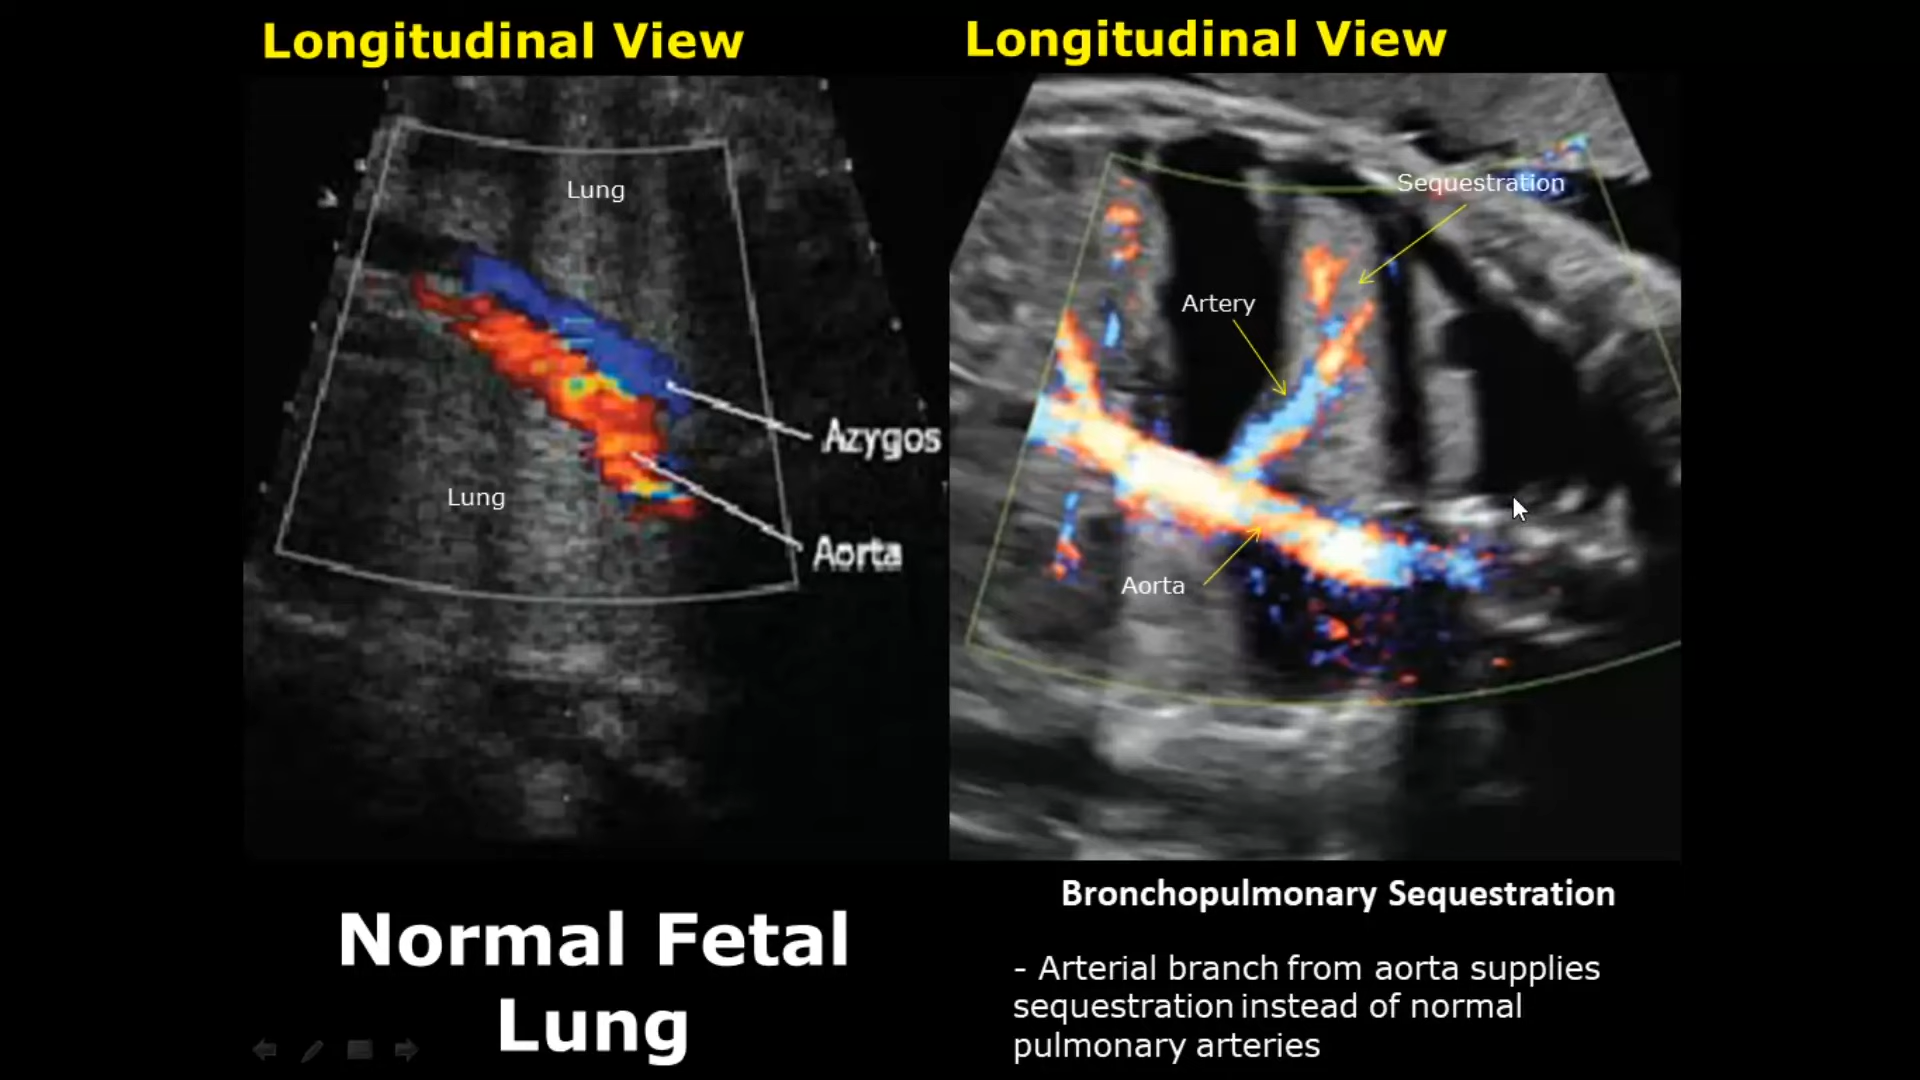 Longitudinal View
Lung
Lung
Azygos
Aorta
Normal Fetal
Lung
Longitudinal View
Sequestration
Artery
Aorta
Bronchopulmonary Sequestration
- Arterial branch from aorta supplies
sequestration instead of normal
pulmonary arteries